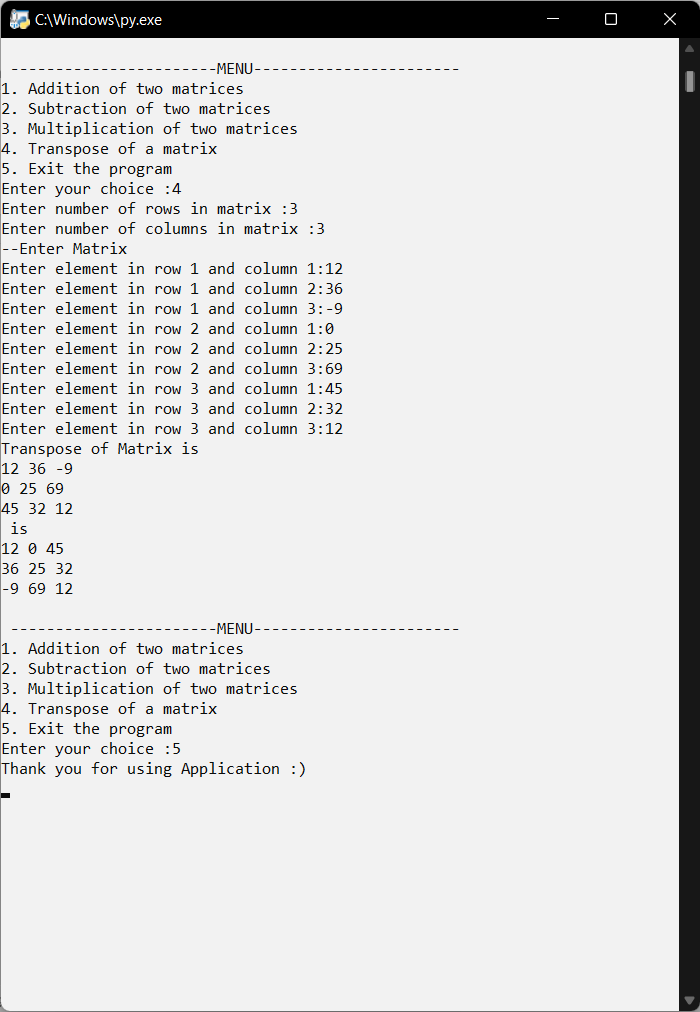 C:\Windows\py.exe
-----------------------MENU-----------------------
1. Addition of two matrices
2. Subtraction of two matrices
3. Multiplication of two matrices
4. Transpose of a matrix
5. Exit the program
Enter your choice :4
Enter number of rows in matrix :3
Enter number of columns in matrix :3
--Enter Matrix
Enter element in row 1 and column 1:12
Enter element in row 1 and column 2:36
Enter element in row 1 and column 3:-9
Enter element in row 2 and column 1:0
Enter element in row 2 and column 2:25
Enter element in row 2 and column 3:69
Enter element in row 3 and column 1:45
Enter element in row 3 and column 2:32
Enter element in row 3 and column 3:12
Transpose of Matrix is
12 36 -9
0 25 69
45 32 12
 is
12 0 45
36 25 32
-9 69 12
-----------------------MENU-----------------------
1. Addition of two matrices
2. Subtraction of two matrices
3. Multiplication of two matrices
4. Transpose of a matrix
5. Exit the program
Enter your choice :5
Thank you for using Application :)